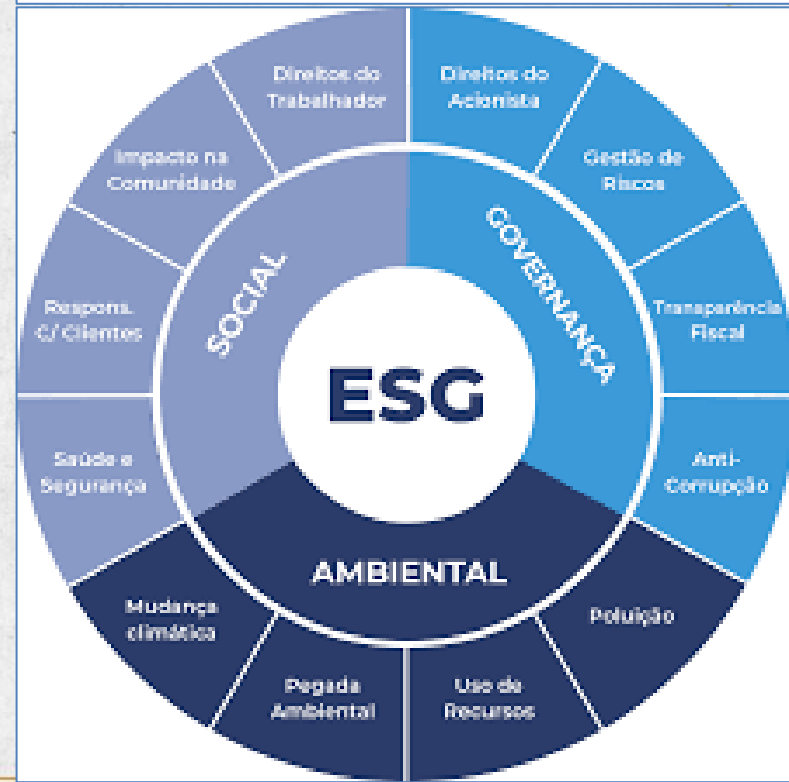 Direitos do
Trabalhador
Direitos do
Acionista
Impacto na
Comunidade
Gestão de
Riscos
SOCIAL
GOVERNANÇA
Respons.
C/ Clientes
Transparência
Fiscal
ESG
Saúde e
Segurança
Anti-
Corrupção
AMBIENTAL
Mudança
climática
Poluição
Pegada
Ambiental
Uso de
Recursos